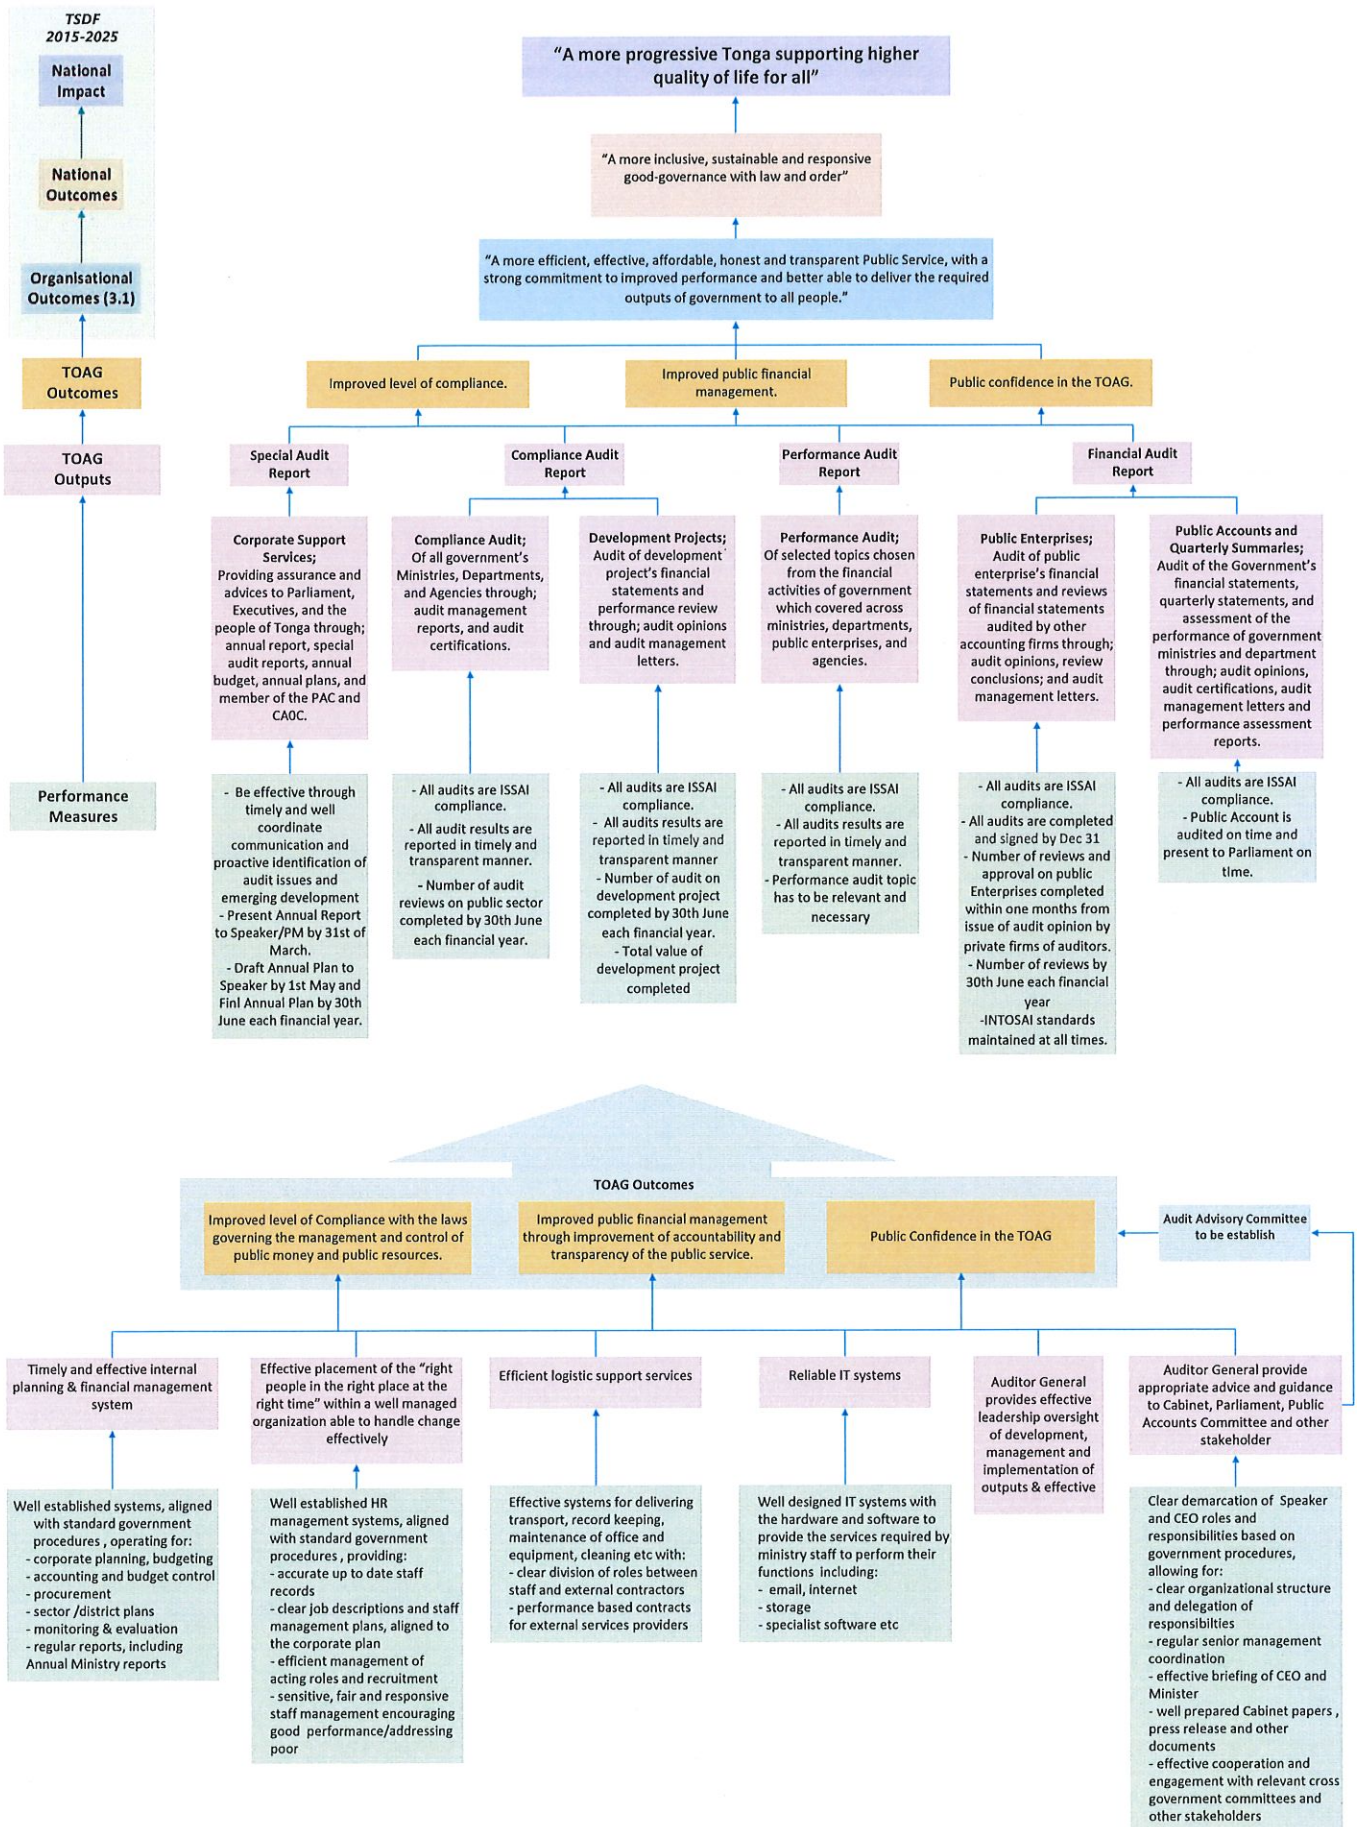 TSDF
2015-2025
National
Impact
National
Outcomes
Organisational
Outcomes (3.1)
TOAG
Outcomes
TOAG
Outputs
Performance
Measures
“A more progressive Tonga supporting higher
quality of life for all”
“A more inclusive, sustainable and responsive
good-governance with law and order”
“A more efficient, effective, affordable, honest and transparent Public Service, with a
strong commitment to improved performance and better able to deliver the required
outputs of government to all people.”
Improved level of compliance.
Improved public financial
management.
Public confidence in the TOAG.
Special Audit
Report
Compliance Audit
Report
Performance Audit
Report
Financial Audit
Report
Corporate Support
Services;
Providing assurance and
advices to Parliament,
Executives, and the
people of Tonga through;
annual report, special
audit reports, annual
budget, annual plans, and
member of the PAC and
CAOC.
Compliance Audit;
Of all government’s
Ministries, Departments,
and Agencies through;
audit management
reports, and audit
certifications.
Development Projects;
Audit of development
project’s financial
statements and
performance review
through; audit opinions
and audit management
letters.
Performance Audit;
Of selected topics chosen
from the financial
activities of government
which covered across
ministries, departments,
public enterprises, and
agencies.
Public Enterprises;
Audit of public
enterprise’s financial
statements and reviews
of financial statements
audited by other
accounting firms through;
audit opinions, review
conclusions; and audit
management letters.
Public Accounts and
Quarterly Summaries;
Audit of the Government’s
financial statements,
quarterly statements, and
assessment of the
performance of government
ministries and department
through; audit opinions,
audit certifications, audit
management letters and
performance assessment
reports.
- Be effective through
timely and well
coordinate
communication and
proactive identification of
audit issues and
emerging development
- Present Annual Report
to Speaker/PM by 31st of
March.
- Draft Annual Plan to
Speaker by 1st May and
Finl Annual Plan by 30th
June each financial year.
- All audits are ISSAI
compliance.
- All audit results are
reported in timely and
transparent manner.
- Number of audit
reviews on public sector
completed by 30th June
each financial year.
- All audits are ISSAI
compliance.
- All audits results are
reported in timely and
transparent manner
- Number of audit on
development project
completed by 30th June
each financial year.
- Total value of
development project
completed
- All audits are ISSAI
compliance.
- All audits results are
reported in timely and
transparent manner.
- Performance audit topic
has to be relevant and
necessary
- All audits are ISSAI
compliance.
- All audits are completed
and signed by Dec 31
- Number of reviews and
approval on public
Enterprises completed
within one months from
issue of audit opinion by
private firms of auditors.
- Number of reviews by
30th June each financial
year
-INTOSAI standards
maintained at all times.
- All audits are ISSAI
compliance.
- Public Account is
audited on time and
present to Parliament on
time.
TOAG Outcomes
Improved level of Compliance with the laws
governing the management and control of
public money and public resources.
Improved public financial management
through improvement of accountability and
transparency of the public service.
Public Confidence in the TOAG
Audit Advisory Committee
to be establish
Timely and effective internal
planning & financial management
system
Effective placement of the “right
people in the right place at the
right time” within a well managed
organization able to handle change
effectively
Efficient logistic support services
Reliable IT systems
Auditor General
provides effective
leadership oversight
of development,
management and
implementation of
outputs & effective
Auditor General provide
appropriate advice and guidance
to Cabinet, Parliament, Public
Accounts Committee and other
stakeholder
Well established systems, aligned
with standard government
procedures , operating for:
- corporate planning, budgeting
- accounting and budget control
- procurement
- sector /district plans
- monitoring & evaluation
- regular reports, including
Annual Ministry reports
Well established HR
management systems, aligned
with standard government
procedures , providing:
- accurate up to date staff
records
- clear job descriptions and staff
management plans, aligned to
the corporate plan
- efficient management of
acting roles and recruitment
- sensitive, fair and responsive
staff management encouraging
good performance/addressing
poor
Effective systems for delivering
transport, record keeping,
maintenance of office and
equipment, cleaning etc with:
- clear division of roles between
staff and external contractors
- performance based contracts
for external services providers
Well designed IT systems with
the hardware and software to
provide the services required by
ministry staff to perform their
functions including:
- email, internet
- storage
- specialist software etc
Clear demarcation of Speaker
and CEO roles and
responsibilities based on
government procedures,
allowing for:
- clear organizational structure
and delegation of
responsibilties
- regular senior management
coordination
- effective briefing of CEO and
Minister
- well prepared Cabinet papers ,
press release and other
documents
- effective cooperation and
engagement with relevant cross
government committees and
other stakeholders